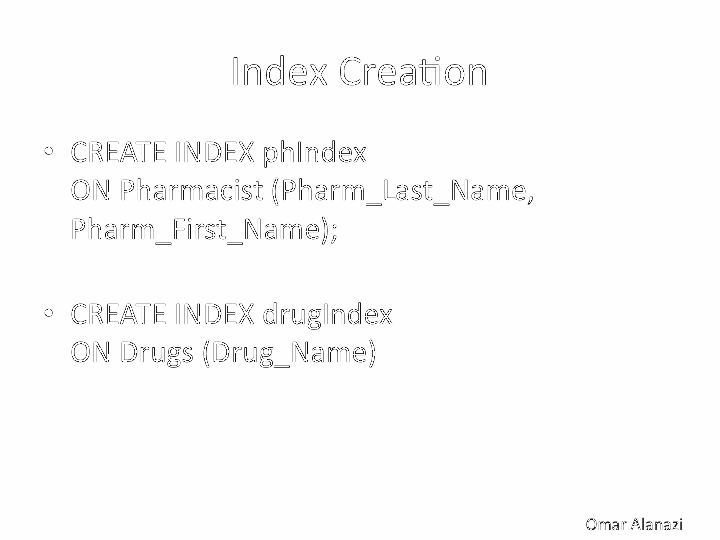 Index Creation
• CREATE INDEX phIndex
ON Pharmacist (Pharm_Last_Name,
Pharm_First_Name);
• CREATE INDEX drugIndex
ON Drugs (Drug_Name)
Omar Alanazi